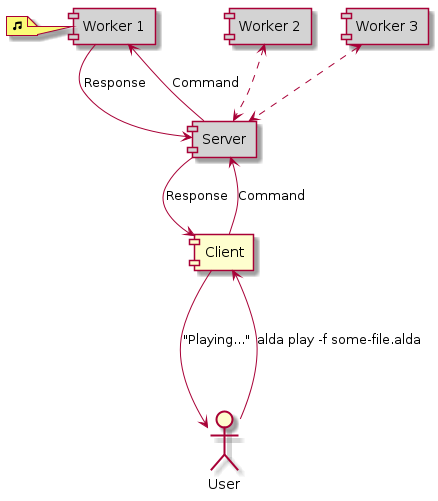 ♫
Worker 1
Worker 2
Worker 3
Response
Command
Server
Response
Command
Client
"Playing..."
alda play -f some-file.alda
User